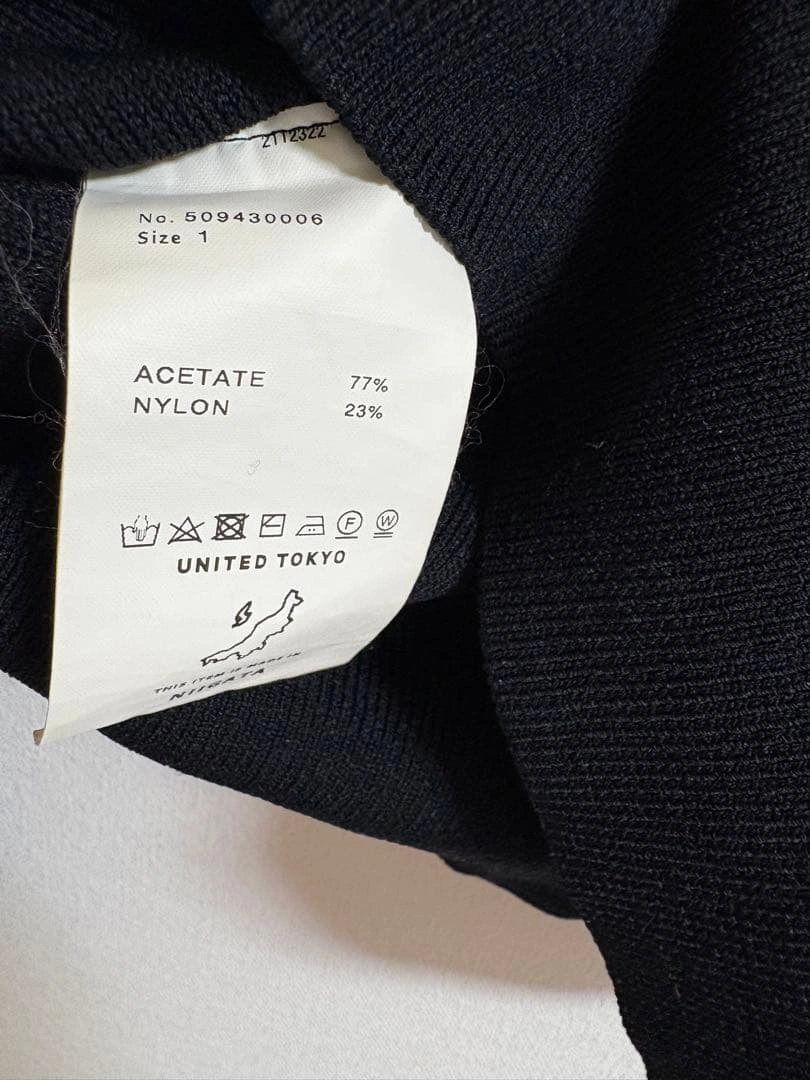 2112322
No. 509430006
Size 1
ACETATE 77%
NYLON 23%
F W
UNITED TOKYO
THIS ITEM IS MADE IN
NIIGATA